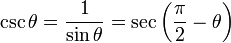 csc θ = 1/sin θ = sec(π/2 − θ)